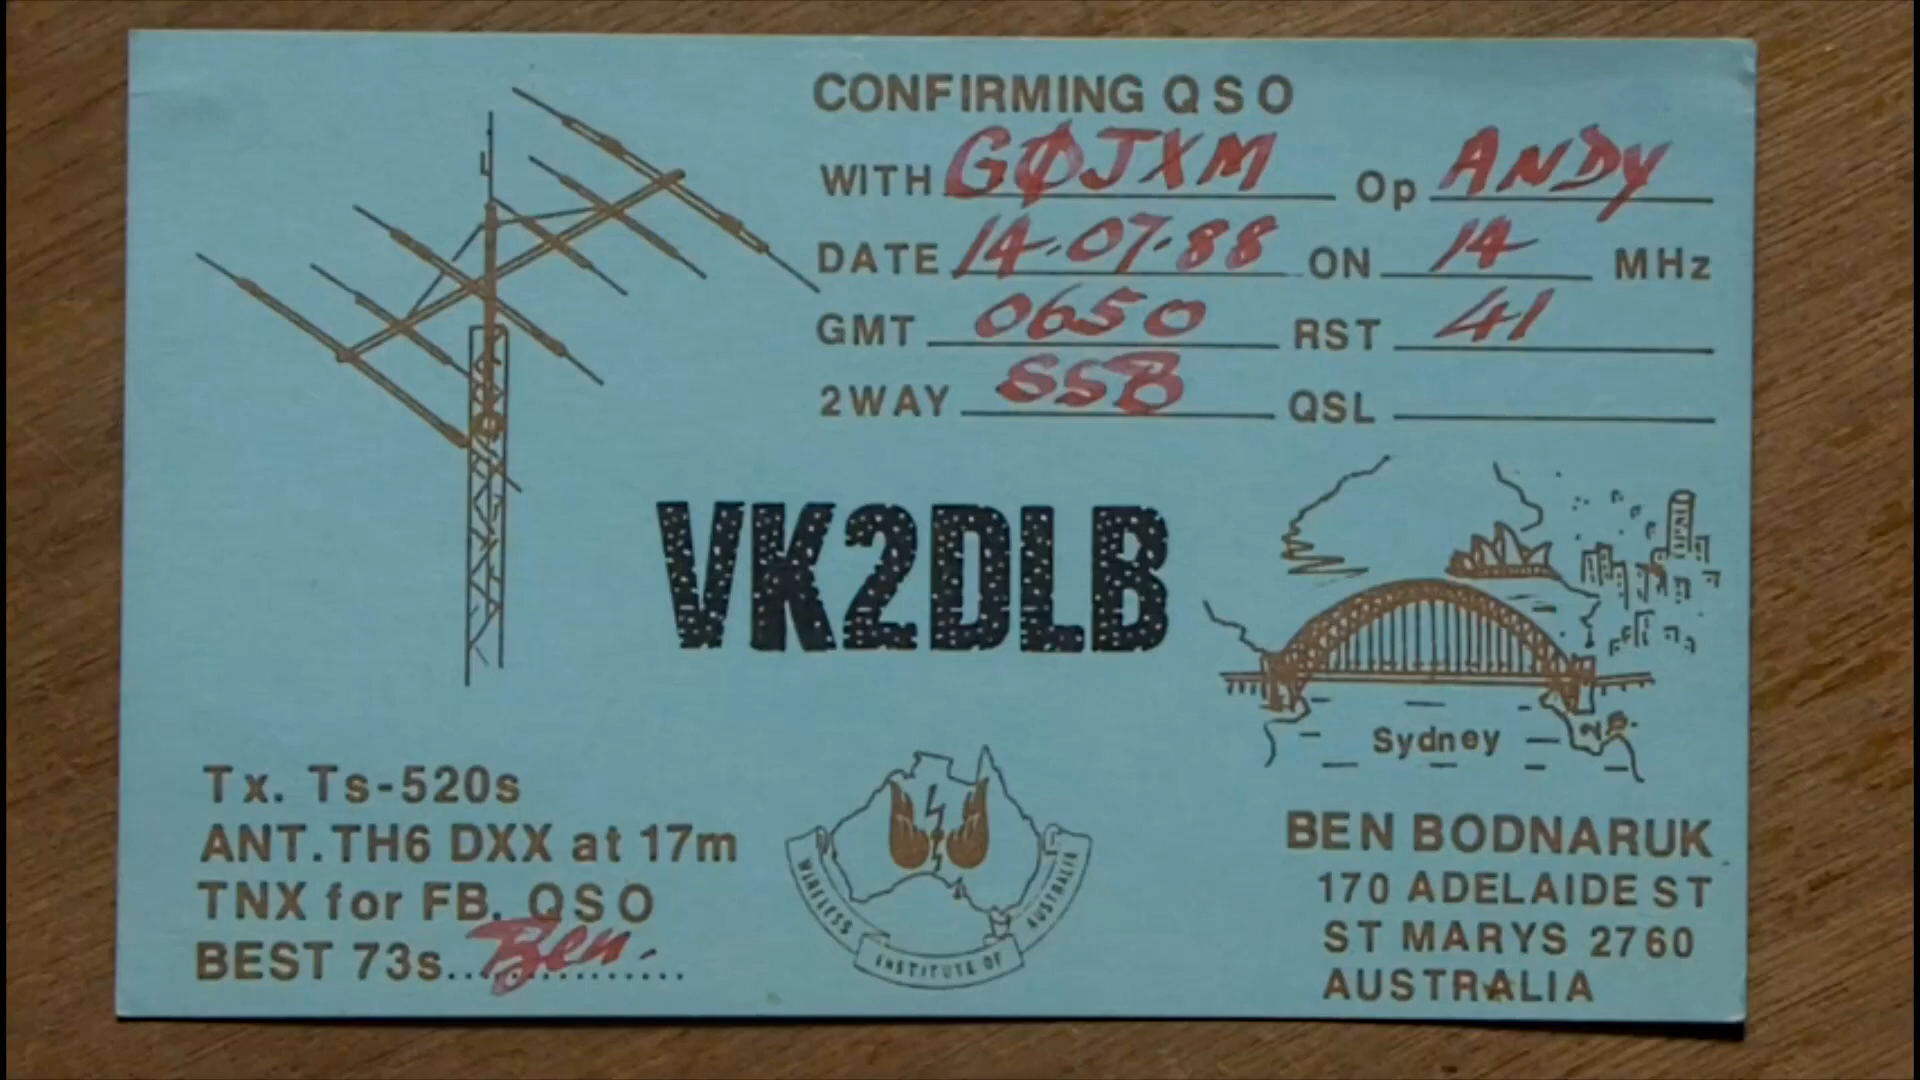 CONFIRMING QSO
WITH GØJXM Op ANDY
DATE 14.07.88 ON 14 MHz
GMT 0650 RST 41
2WAY SSB QSL
VK2DLB
Sydney
Tx. Ts-520s
ANT. TH6 DXX at 17m
TNX for FB. QSO
BEST 73s.. Ben.
WIRELESS INSTITUTE OF AUSTRALIA
BEN BODNARUK
170 ADELAIDE ST
ST MARYS 2760
AUSTRALIA